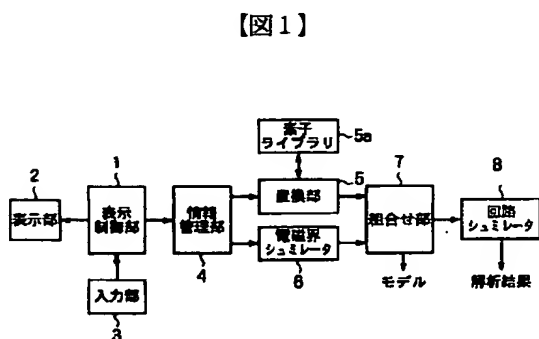 【図1】
素子
ライブラリ
5a
2
1
5
7
8
表示部
表示
制御部
情報
管理部
置換部
組合せ部
回路
シュミレータ
電磁界
シュミレータ
4
6
モデル
解析結果
入力部
3